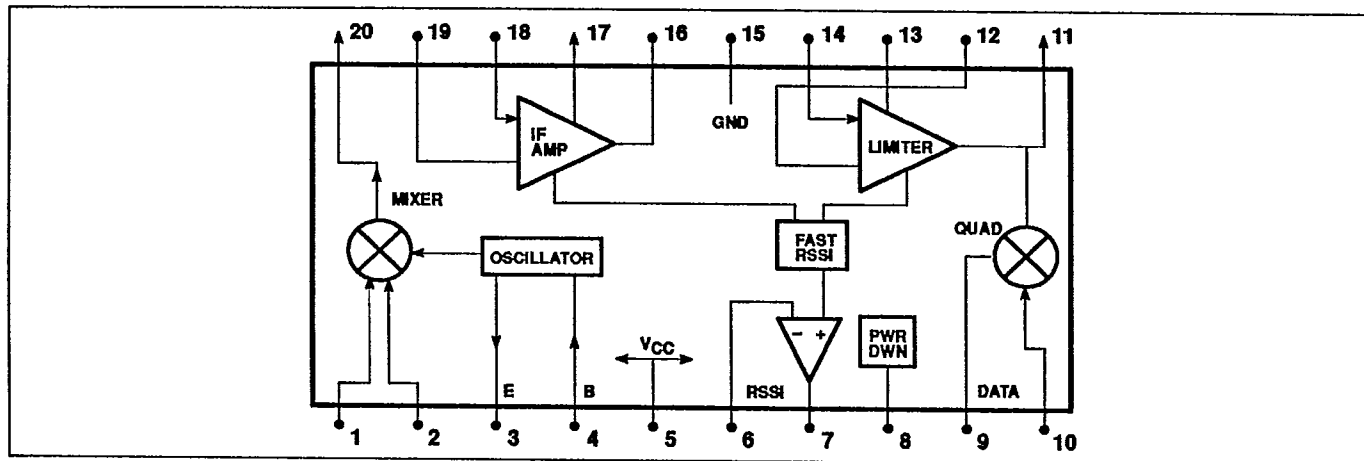 20 19 18 17 16 15 14 13 12 11
IF
AMP
GND
LIMITER
MIXER
QUAD
OSCILLATOR
FAST
RSSI
– +
PWR
DWN
VCC
E B RSSI DATA
1 2 3 4 5 6 7 8 9 10